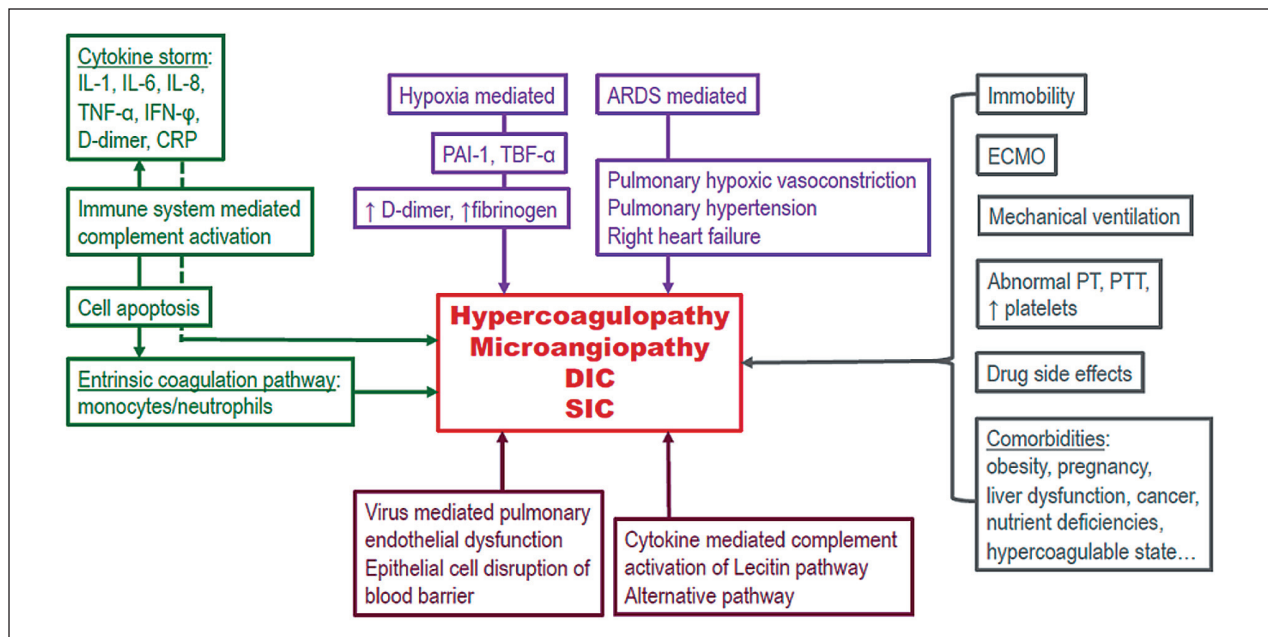 Cytokine storm:
IL-1, IL-6, IL-8,
TNF-α, IFN-φ,
D-dimer, CRP
Immune system mediated
complement activation
Cell apoptosis
Entrinsic coagulation pathway:
monocytes/neutrophils
Hypoxia mediated
PAI-1, TBF-α
↑ D-dimer, ↑fibrinogen
ARDS mediated
Pulmonary hypoxic vasoconstriction
Pulmonary hypertension
Right heart failure
Hypercoagulopathy
Microangiopathy
DIC
SIC
Virus mediated pulmonary
endothelial dysfunction
Epithelial cell disruption of
blood barrier
Cytokine mediated complement
activation of Lecitin pathway
Alternative pathway
Immobility
ECMO
Mechanical ventilation
Abnormal PT, PTT,
↑ platelets
Drug side effects
Comorbidities:
obesity, pregnancy,
liver dysfunction, cancer,
nutrient deficiencies,
hypercoagulable state…